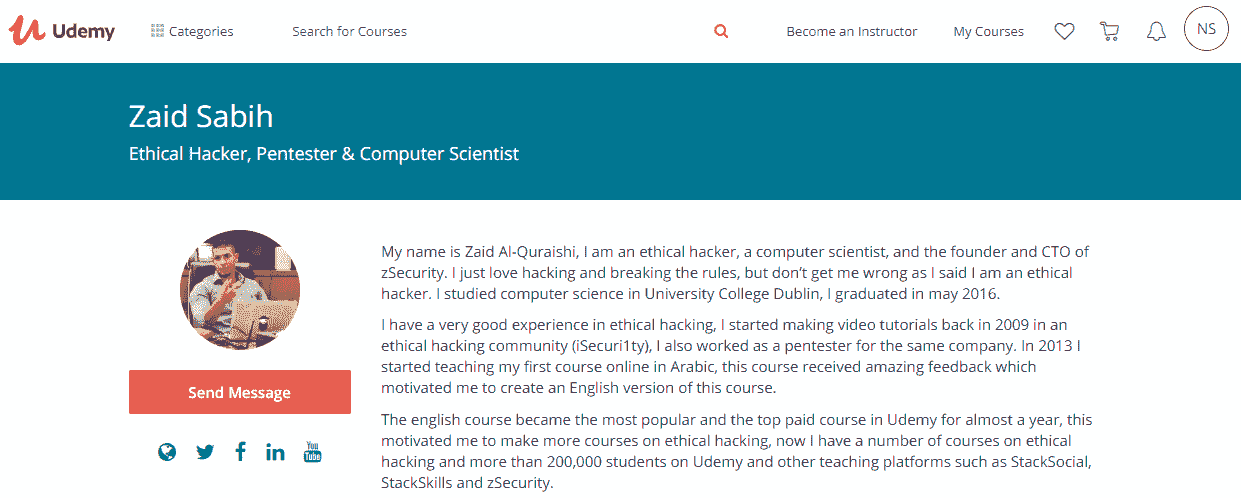 Udemy Categories Search for Courses Become an Instructor My Courses NS
Zaid Sabih
Ethical Hacker, Pentester & Computer Scientist
My name is Zaid Al-Quraishi, I am an ethical hacker, a computer scientist, and the founder and CTO of
zSecurity. I just love hacking and breaking the rules, but don’t get me wrong as I said I am an ethical
hacker. I studied computer science in University College Dublin, I graduated in may 2016.
I have a very good experience in ethical hacking, I started making video tutorials back in 2009 in an
ethical hacking community (iSecuri1ty), I also worked as a pentester for the same company. In 2013 I
started teaching my first course online in Arabic, this course received amazing feedback which
motivated me to create an English version of this course.
The english course became the most popular and the top paid course in Udemy for almost a year, this
motivated me to make more courses on ethical hacking, now I have a number of courses on ethical
hacking and more than 200,000 students on Udemy and other teaching platforms such as StackSocial,
StackSkills and zSecurity.
Send Message
You
Tube